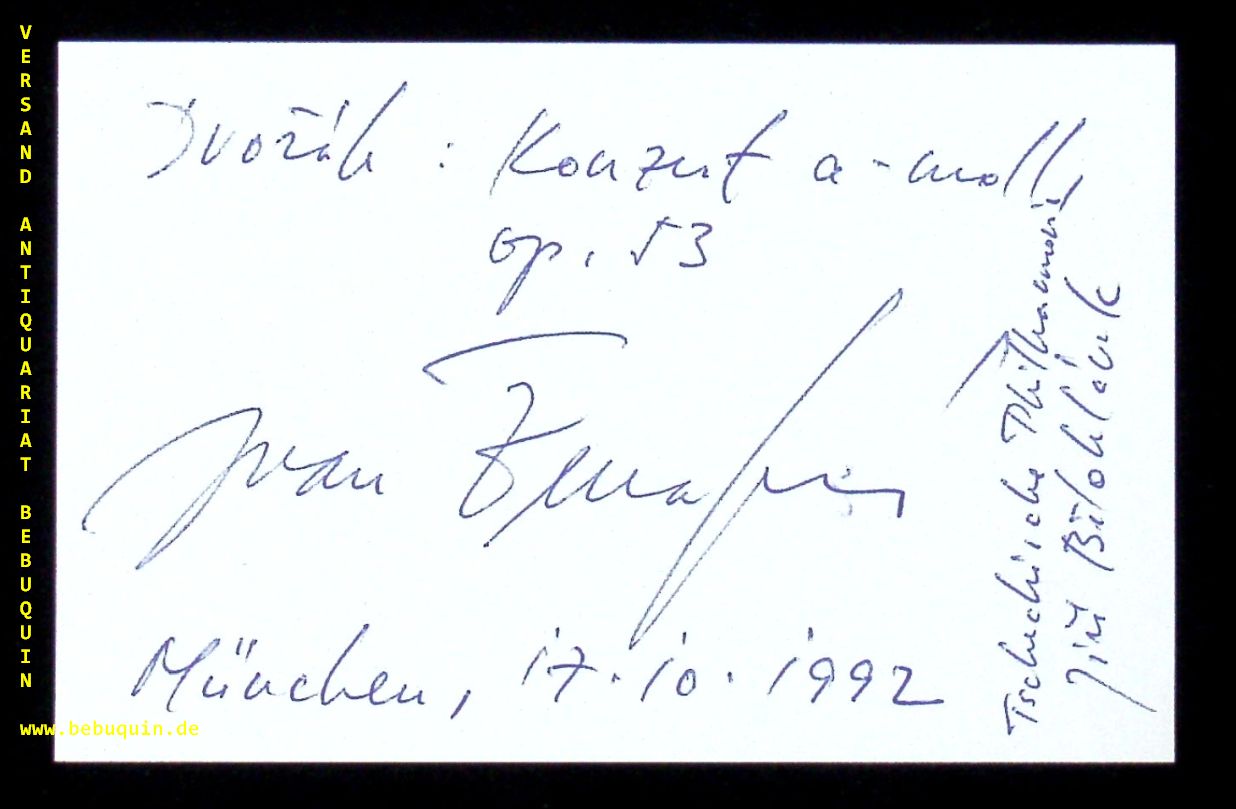 VERSAND ANTIQUARIAT BEBUQUIN
www.bebuquin.de
Dvořák : Konzert a-moll,
op. 53
Ivan
München, 17.10.1992
Tschechische Philharmonie
Jiří Bělohlávek